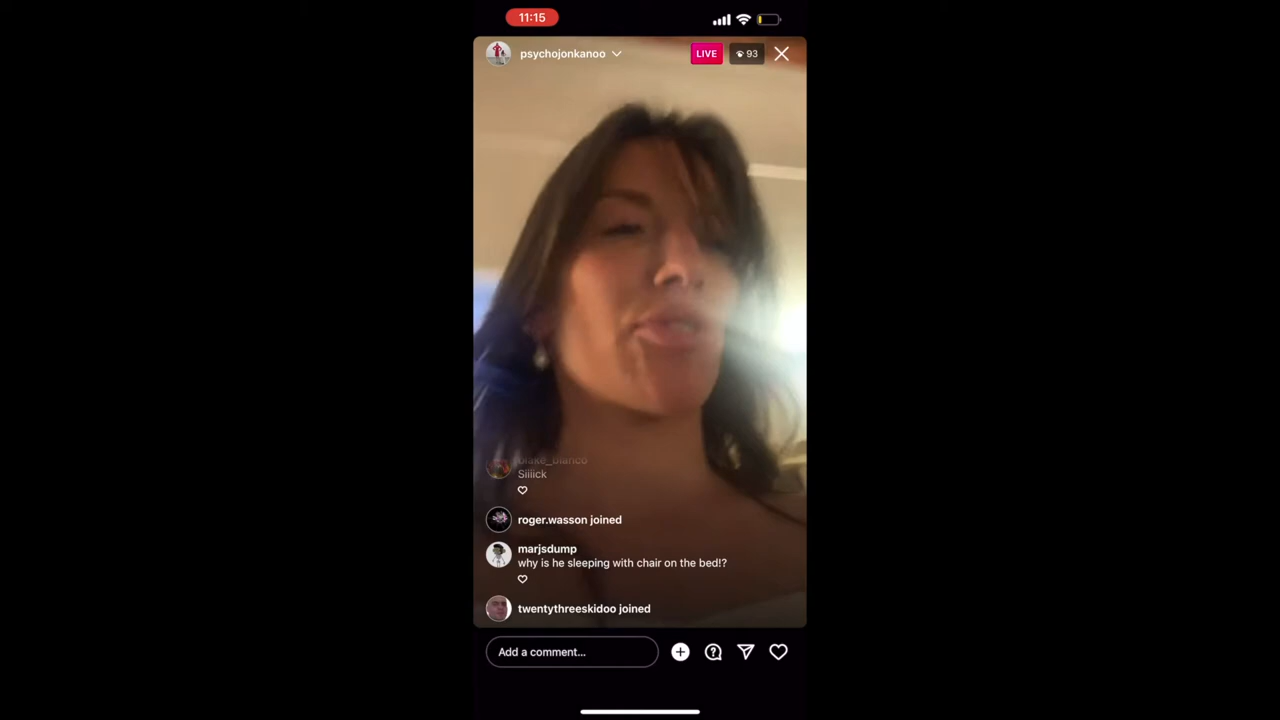 11:15
psychojonkanoo
LIVE
93
blake_bianco
Siiiick
roger.wasson joined
marjsdump
why is he sleeping with chair on the bed!?
twentythreeskidoo joined
Add a comment...